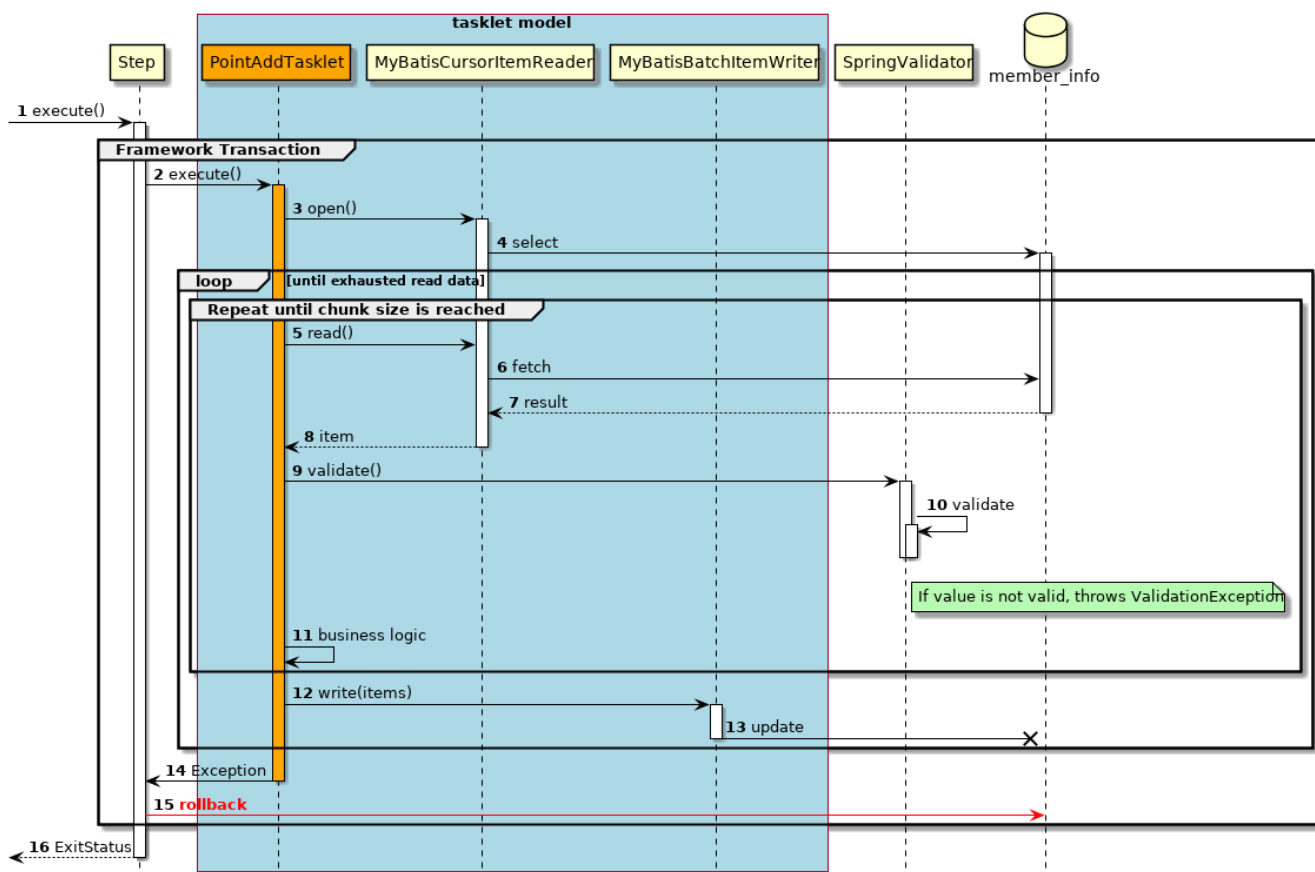 tasklet model
Step
PointAddTasklet
MyBatisCursorItemReader
MyBatisBatchItemWriter
SpringValidator
member_info
1 execute()
Framework Transaction
2 execute()
3 open()
4 select
loop [until exhausted read data]
Repeat until chunk size is reached
5 read()
6 fetch
7 result
8 item
9 validate()
10 validate
If value is not valid, throws ValidationException
11 business logic
12 write(items)
13 update
14 Exception
15 rollback
16 ExitStatus